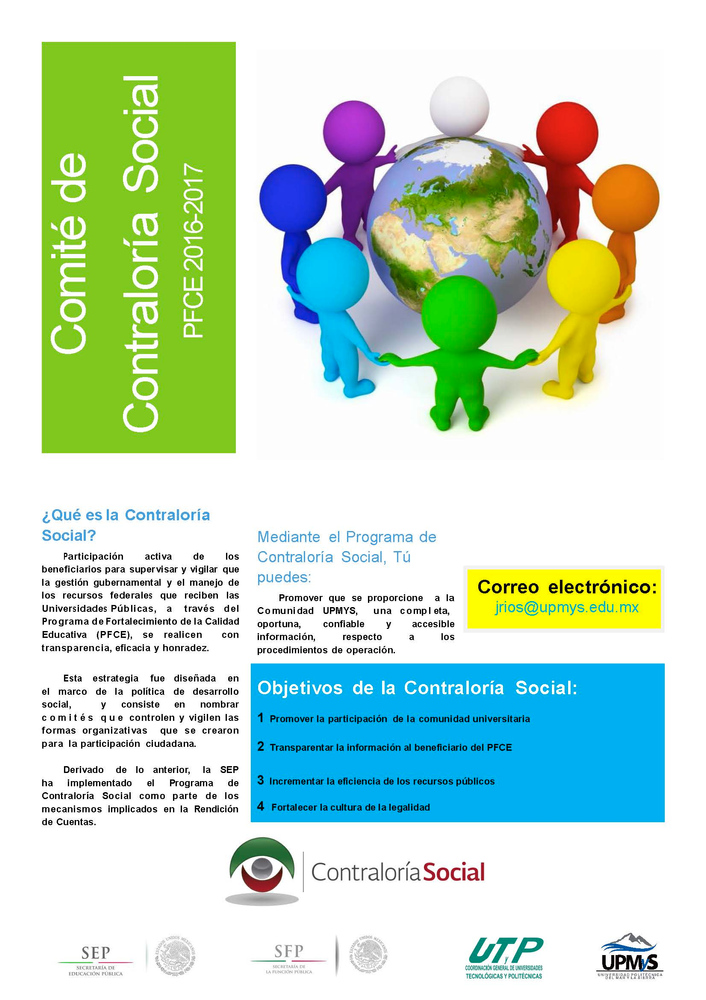 Comité de
Contraloría Social
PFCE 2016-2017
¿Qué es la Contraloría
Social?
Participación activa de los
beneficiarios para supervisar y vigilar que
la gestión gubernamental y el manejo de
los recursos federales que reciben las
Universidades Públicas, a través del
Programa de Fortalecimiento de la Calidad
Educativa (PFCE), se realicen con
transparencia, eficacia y honradez.
Esta estrategia fue diseñada en
el marco de la política de desarrollo
social, y consiste en nombrar
comités que controlen y vigilen las
formas organizativas que se crearon
para la participación ciudadana.
Derivado de lo anterior, la SEP
ha implementado el Programa de
Contraloría Social como parte de los
mecanismos implicados en la Rendición
de Cuentas.
Mediante el Programa de
Contraloría Social, Tú
puedes:
Promover que se proporcione a la
Comunidad UPMYS, una completa,
oportuna, confiable y accesible
información, respecto a los
procedimientos de operación.
Correo electrónico:
jrios@upmys.edu.mx
Objetivos de la Contraloría Social:
1 Promover la participación de la comunidad universitaria
2 Transparentar la información al beneficiario del PFCE
3 Incrementar la eficiencia de los recursos públicos
4 Fortalecer la cultura de la legalidad
Contraloría Social
SEP
SECRETARÍA DE
EDUCACIÓN PÚBLICA
SFP
SECRETARÍA DE
LA FUNCIÓN PÚBLICA
UTyP
COORDINACIÓN GENERAL DE UNIVERSIDADES
TECNOLÓGICAS Y POLITÉCNICAS
UPMyS
UNIVERSIDAD POLITÉCNICA
DEL MAR Y LA SIERRA